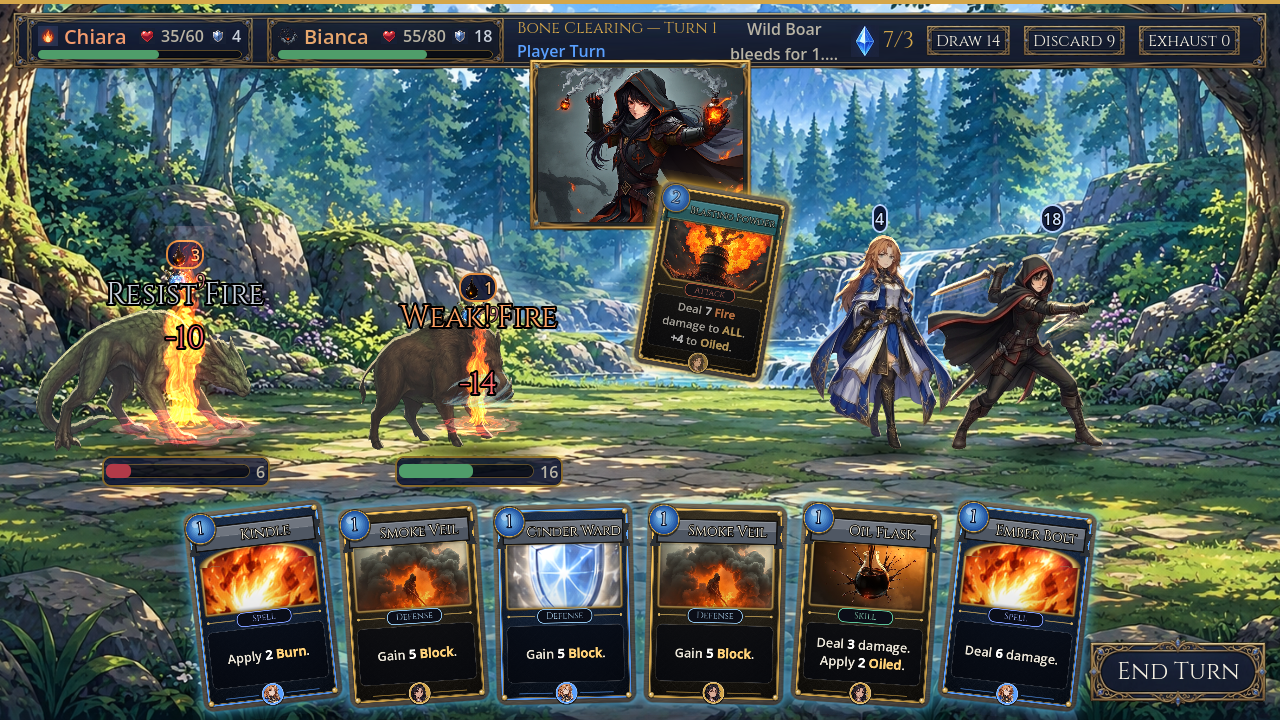 Chiara 35/60 4
Bianca 55/80 18
Bone Clearing — Turn 1
Player Turn
Wild Boar
bleeds for 1....
7/3
Draw 14
Discard 9
Exhaust 0
4
18
2
Blasting Powder
Attack
Deal 7 Fire
damage to ALL.
+4 to Oiled.
3
Resist Fire
-10
1
Weak! Fire
-14
6
16
1
Kindle
Spell
Apply 2 Burn.
1
Smoke Veil
Defense
Gain 5 Block.
1
Cinder Ward
Defense
Gain 5 Block.
1
Smoke Veil
Defense
Gain 5 Block.
1
Oil Flask
Skill
Deal 3 damage.
Apply 2 Oiled.
1
Ember Bolt
Spell
Deal 6 damage.
End Turn